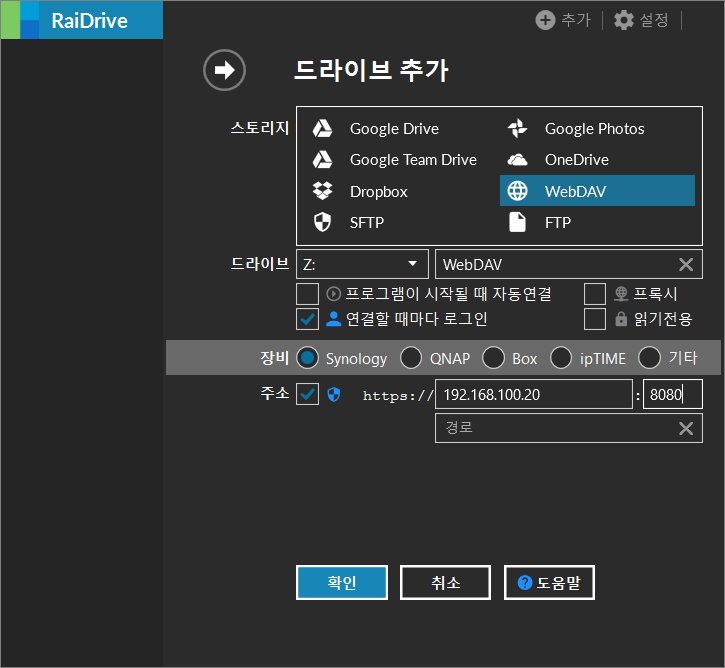 RaiDrive
추가 설정
드라이브 추가
스토리지
Google Drive Google Photos
Google Team Drive OneDrive
Dropbox WebDAV
SFTP FTP
드라이브 Z: WebDAV
프로그램이 시작될 때 자동연결 프록시
연결할 때마다 로그인 읽기전용
장비 Synology QNAP Box ipTIME 기타
주소 https:// 192.168.100.20 : 8080
경로
확인 취소 ? 도움말